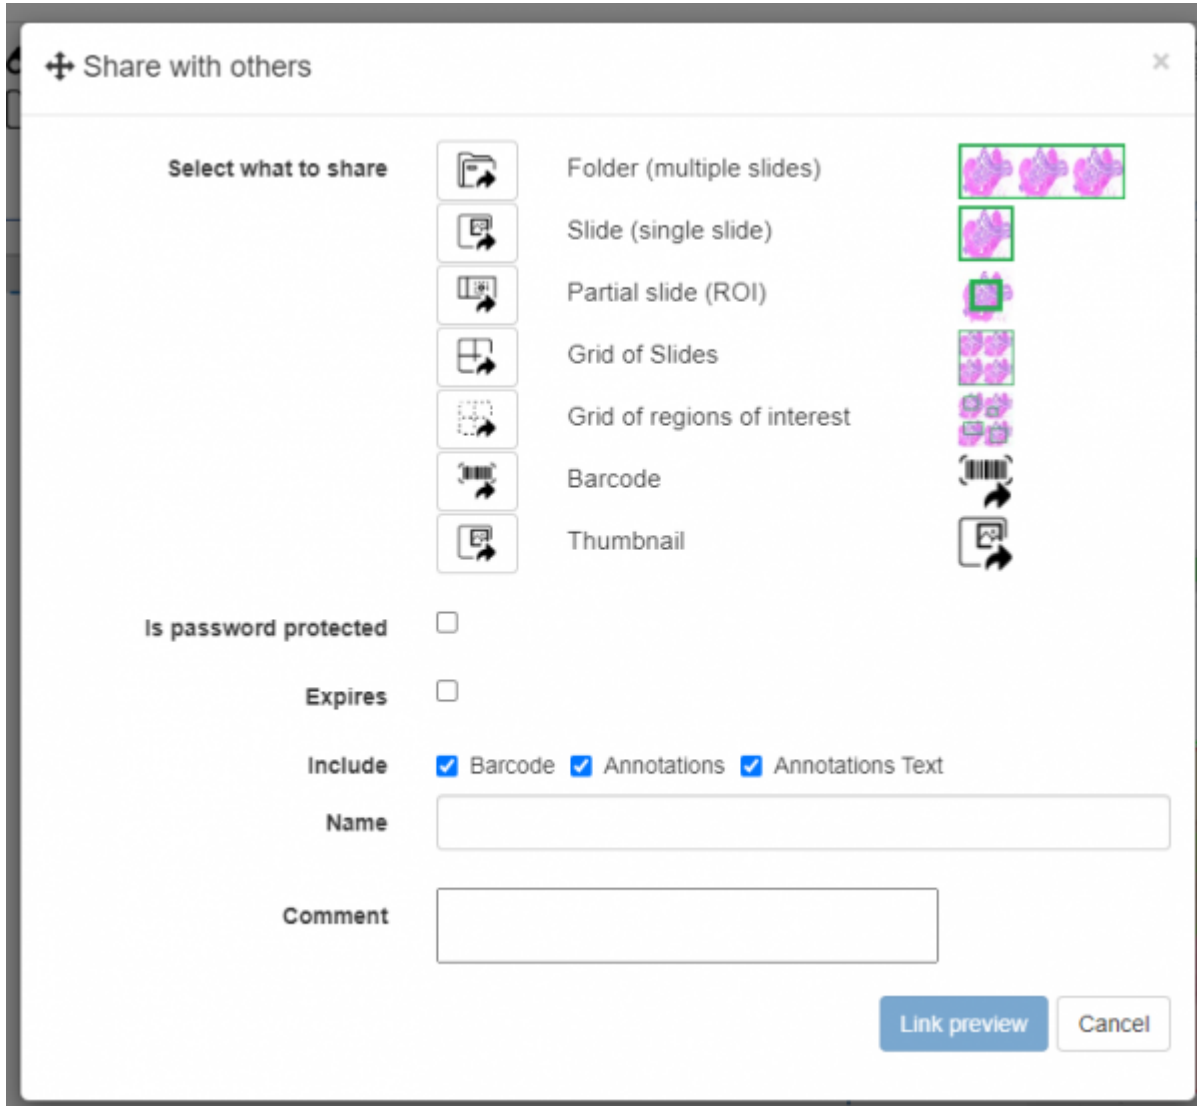 Share with others
×
Select what to share
Folder (multiple slides)
Slide (single slide)
Partial slide (ROI)
Grid of Slides
Grid of regions of interest
Barcode
Thumbnail
Is password protected
Expires
Include Barcode Annotations Annotations Text
Name
Comment
Link preview Cancel